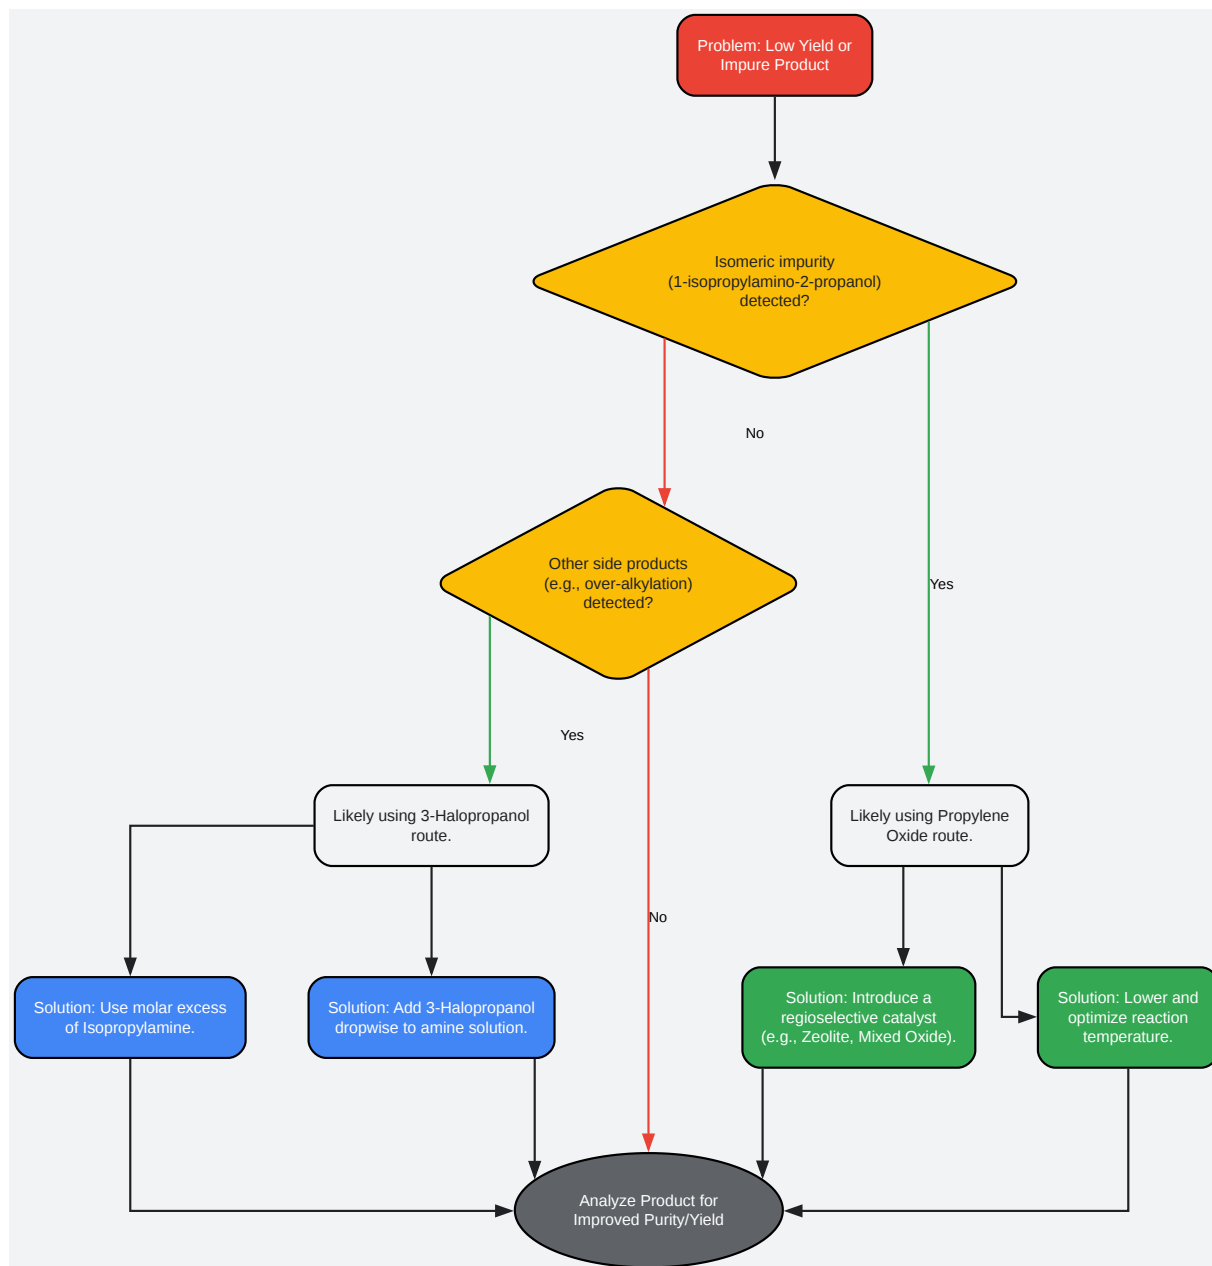 Problem: Low Yield or
Impure Product
Isomeric impurity
(1-isopropylamino-2-propanol)
detected?
No
Other side products
(e.g., over-alkylation)
detected?
Yes
Yes
Likely using 3-Halopropanol
route.
Likely using Propylene
Oxide route.
No
Solution: Use molar excess
of Isopropylamine.
Solution: Add 3-Halopropanol
dropwise to amine solution.
Solution: Introduce a
regioselective catalyst
(e.g., Zeolite, Mixed Oxide).
Solution: Lower and
optimize reaction
temperature.
Analyze Product for
Improved Purity/Yield